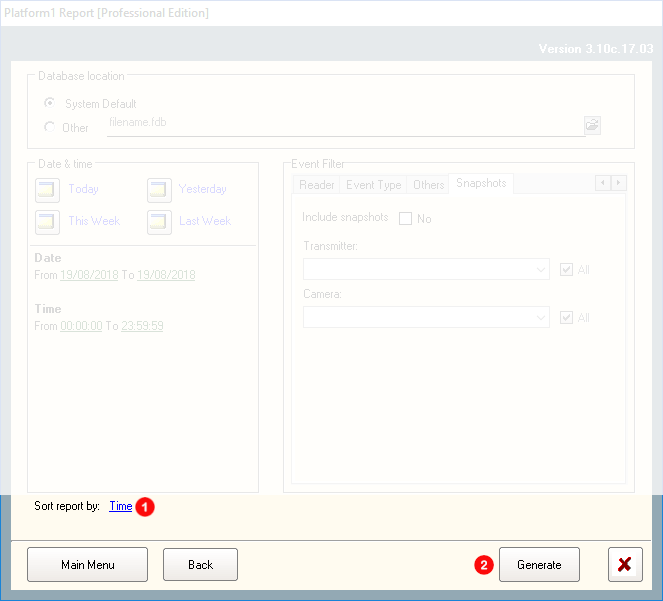 Platform1 Report [Professional Edition]
Version 3.10c.17.03
Database location
System Default
Other filename.fdb
Date & time
Today Yesterday
This Week Last Week
Date
From 19/08/2018 To 19/08/2018
Time
From 00:00:00 To 23:59:59
Event Filter
Reader Event Type Others Snapshots
Include snapshots: No
Transmitter:
All
Camera:
All
Sort report by: Time 1
Main Menu Back 2 Generate X